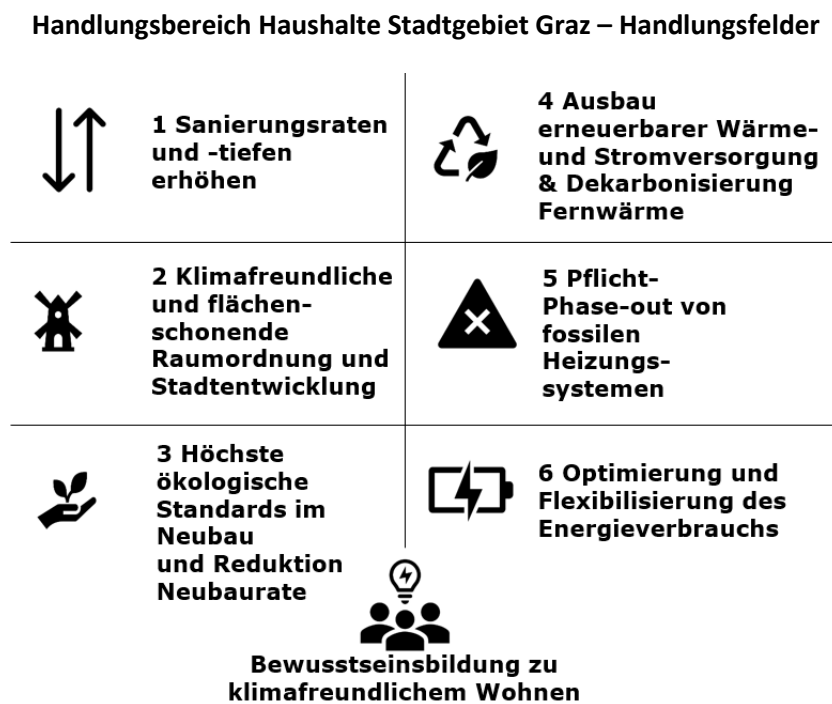 Handlungsbereich Haushalte Stadtgebiet Graz – Handlungsfelder
1 Sanierungsraten
und -tiefen
erhöhen
2 Klimafreundliche
und flächen-
schonende
Raumordnung und
Stadtentwicklung
3 Höchste
ökologische
Standards im
Neubau
und Reduktion
Neubaurate
4 Ausbau
erneuerbarer Wärme-
und Stromversorgung
& Dekarbonisierung
Fernwärme
5 Pflicht-
Phase-out von
fossilen
Heizungs-
systemen
6 Optimierung und
Flexibilisierung des
Energieverbrauchs
Bewusstseinsbildung zu
klimafreundlichem Wohnen